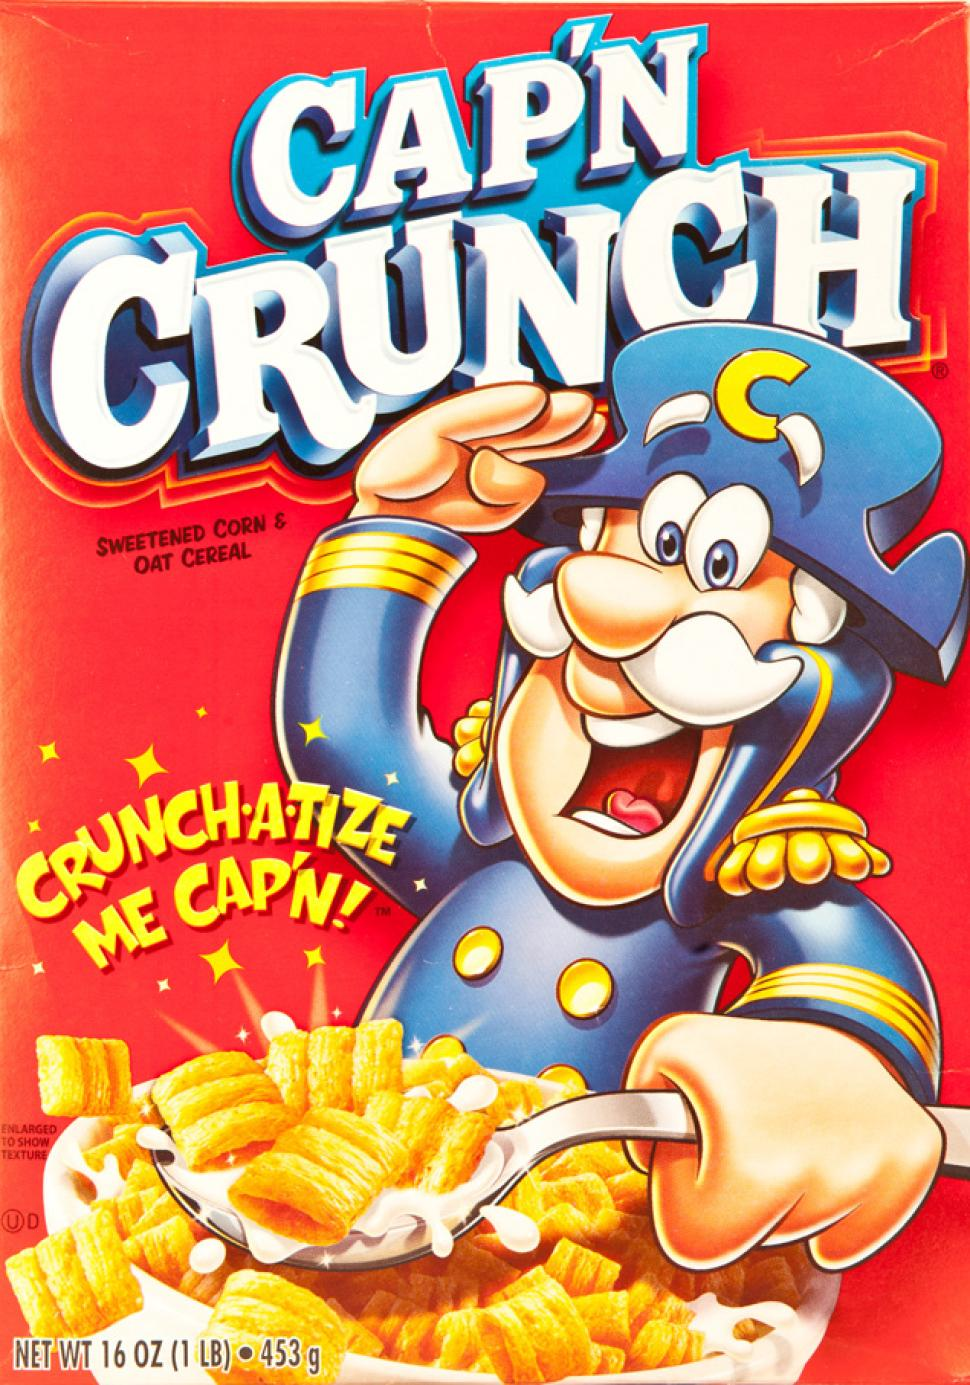 CAP'N
CRUNCH
®
SWEETENED CORN &
OAT CEREAL
C
CRUNCH·A·TIZE
ME CAP'N!™
ENLARGED
TO SHOW
TEXTURE
Ⓤ D
NET WT 16 OZ (1 LB) • 453 g